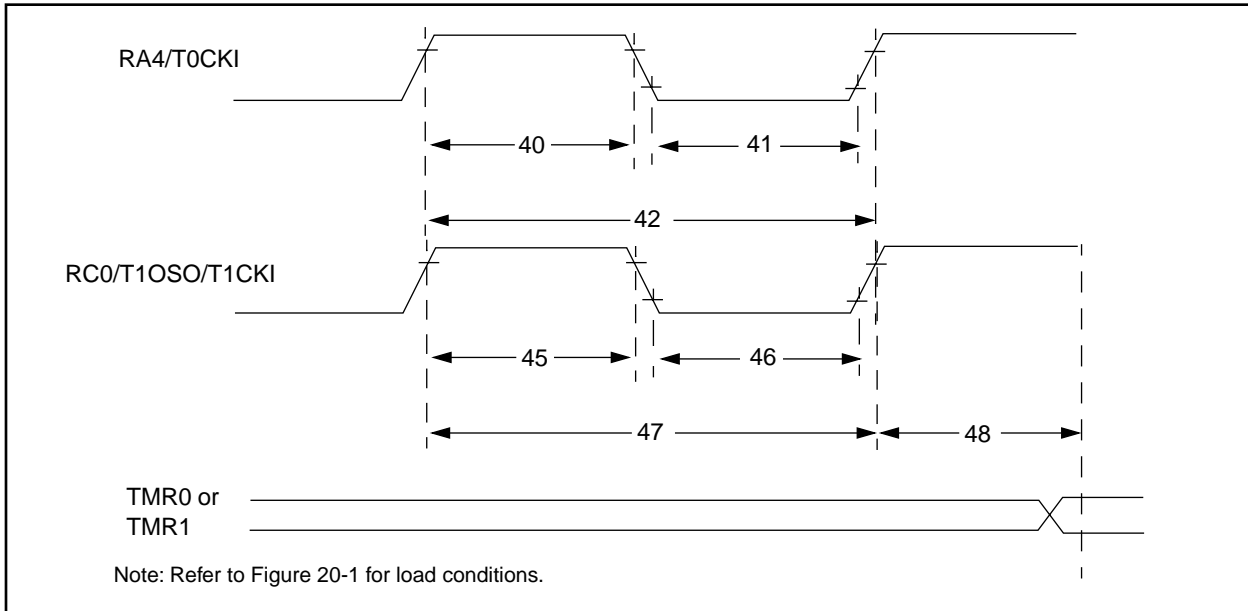 RA4/T0CKI
40
41
42
RC0/T1OSO/T1CKI
45
46
47
48
TMR0 or
TMR1
Note: Refer to Figure 20-1 for load conditions.